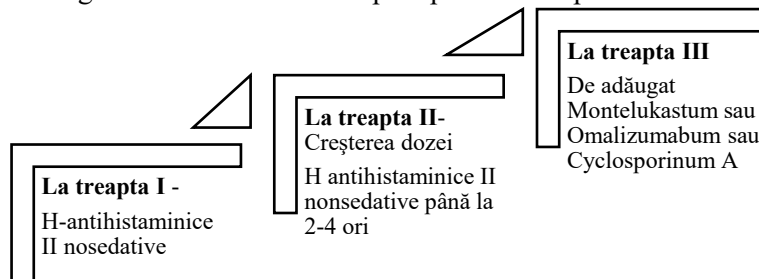 La treapta I -
H-antihistaminice
II nosedative
La treapta II-
Creșterea dozei
H antihistaminice II
nonsedative până la
2-4 ori
La treapta III
De adăugat
Montelukastum sau
Omalizumabum sau
Cyclosporinum A